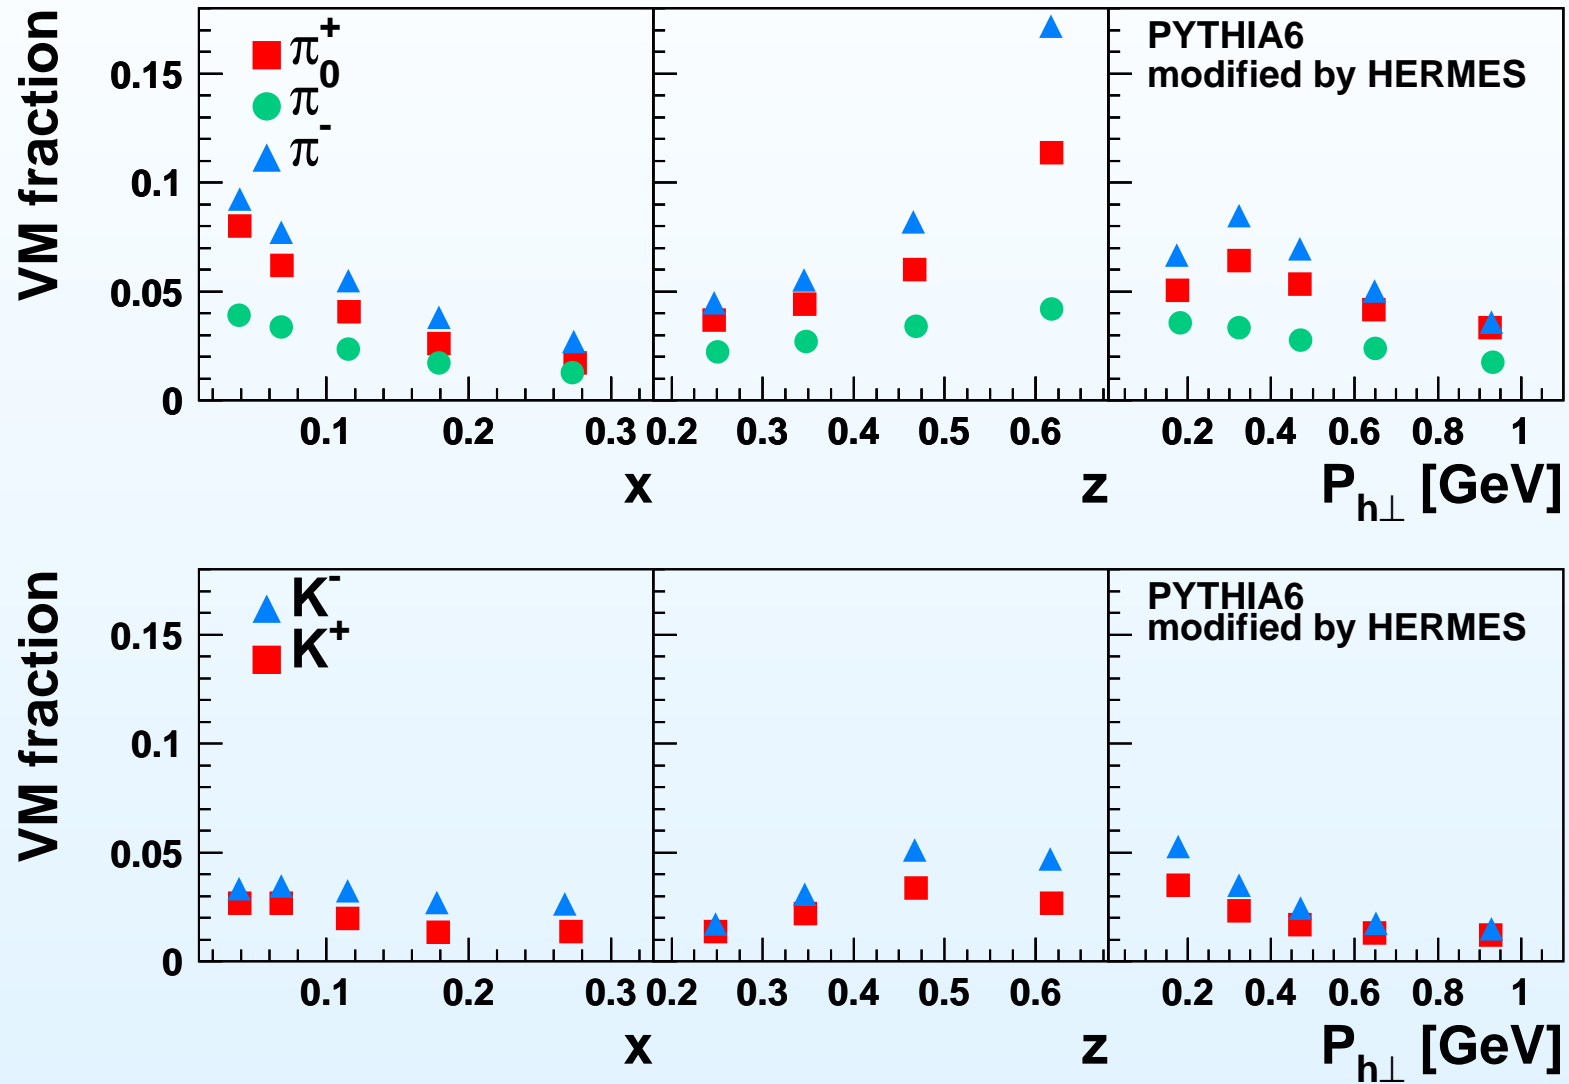 VM fraction
0.15
0.1
0.05
0
π+
π0
π-
PYTHIA6
modified by HERMES
0.1 0.2 0.3 0.2 0.3 0.4 0.5 0.6 0.2 0.4 0.6 0.8 1
x z Ph⊥ [GeV]
VM fraction
0.15
0.1
0.05
0
K-
K+
PYTHIA6
modified by HERMES
0.1 0.2 0.3 0.2 0.3 0.4 0.5 0.6 0.2 0.4 0.6 0.8 1
x z Ph⊥ [GeV]